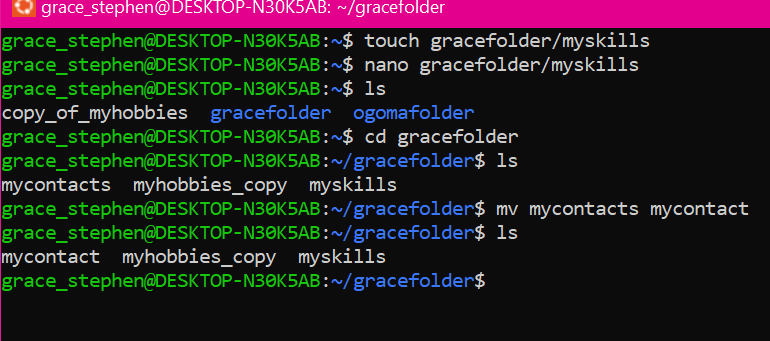 grace_stephen@DESKTOP-N30K5AB: ~/gracefolder
grace_stephen@DESKTOP-N30K5AB:~$ touch gracefolder/myskills
grace_stephen@DESKTOP-N30K5AB:~$ nano gracefolder/myskills
grace_stephen@DESKTOP-N30K5AB:~$ ls
copy_of_myhobbies  gracefolder  ogomafolder
grace_stephen@DESKTOP-N30K5AB:~$ cd gracefolder
grace_stephen@DESKTOP-N30K5AB:~/gracefolder$ ls
mycontacts  myhobbies_copy  myskills
grace_stephen@DESKTOP-N30K5AB:~/gracefolder$ mv mycontacts mycontact
grace_stephen@DESKTOP-N30K5AB:~/gracefolder$ ls
mycontact  myhobbies_copy  myskills
grace_stephen@DESKTOP-N30K5AB:~/gracefolder$